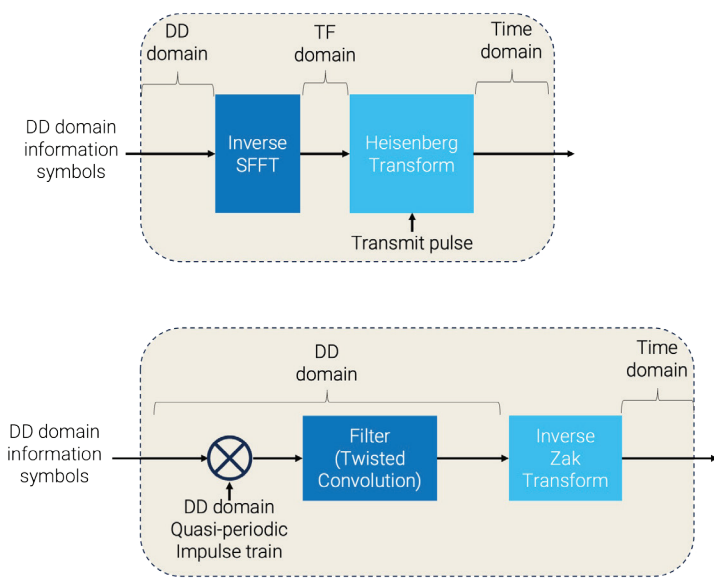 DD
domain
TF
domain
Time
domain
DD domain
information
symbols
Inverse
SFFT
Heisenberg
Transform
Transmit pulse
DD
domain
Time
domain
DD domain
information
symbols
Filter
(Twisted
Convolution)
Inverse
Zak
Transform
DD domain
Quasi-periodic
Impulse train